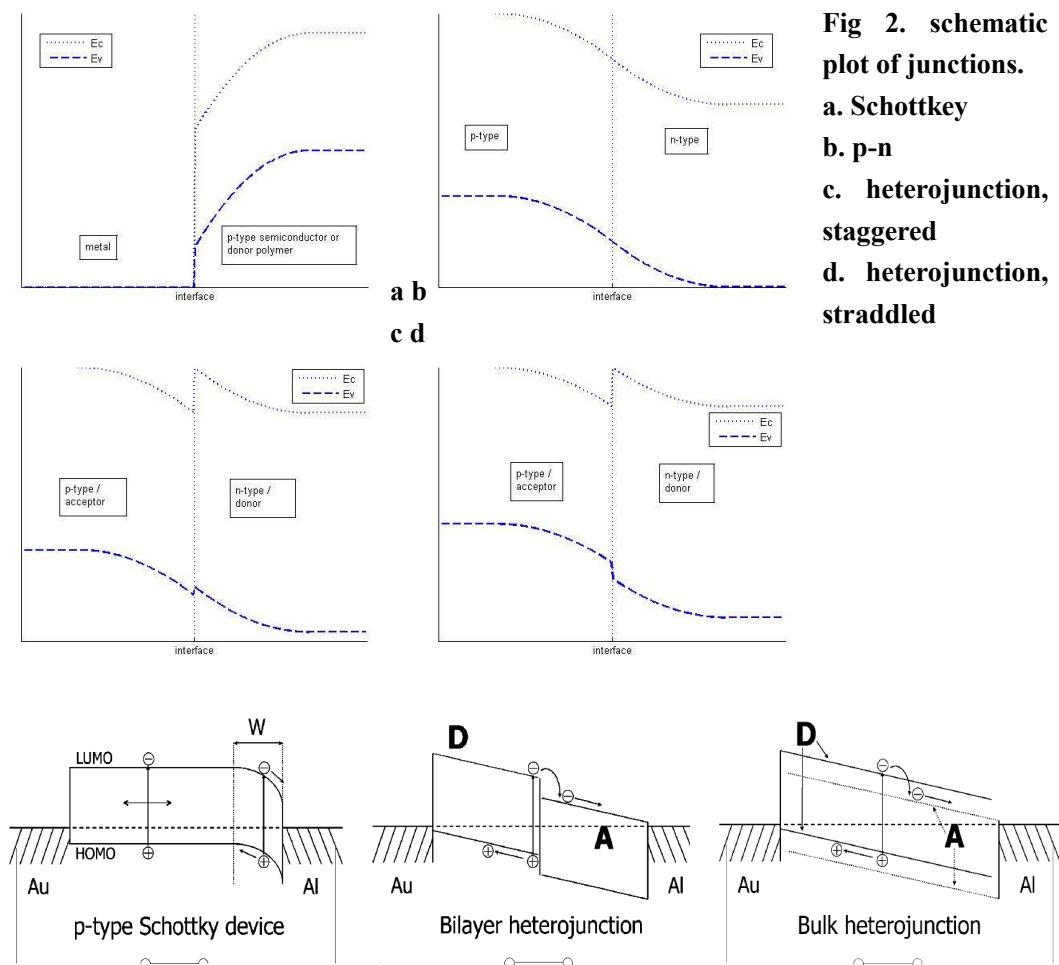 Ec
Ev
metal
p-type semiconductor or
donor polymer
interface
Ec
Ev
p-type
n-type
interface
Fig 2. schematic
plot of junctions.
a. Schottkey
b. p-n
c. heterojunction,
staggered
d. heterojunction,
straddled
a b
c d
Ec
Ev
p-type /
acceptor
n-type /
donor
interface
Ec
Ev
p-type /
acceptor
n-type /
donor
interface
W
LUMO
HOMO
Au
Al
p-type Schottky device
D
A
Au
Al
Bilayer heterojunction
D
A
Au
Al
Bulk heterojunction